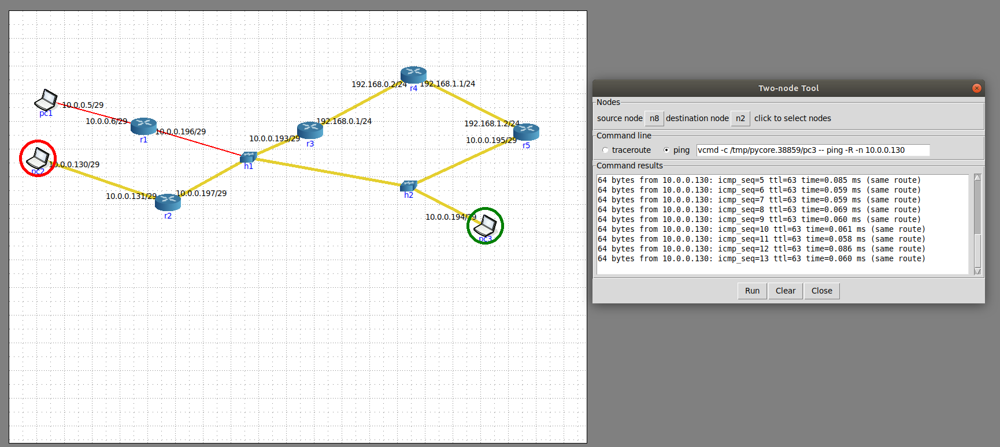 192.168.0.2/24
192.168.1.1/24
r4
10.0.0.5/29
pc1
10.0.0.6/29
10.0.0.196/29
r1
192.168.0.1/24
10.0.0.193/29
r3
192.168.1.2/24
10.0.0.195/29
r5
10.0.0.130/29
pc2
h1
10.0.0.131/29
10.0.0.197/29
r2
h2
10.0.0.194/29
pc3
Two-node Tool
Nodes
source node n8 destination node n2 click to select nodes
Command line
traceroute ping vcmd -c /tmp/pycore.38859/pc3 -- ping -R -n 10.0.0.130
Command results
64 bytes from 10.0.0.130: icmp_seq=5 ttl=63 time=0.085 ms (same route)
64 bytes from 10.0.0.130: icmp_seq=6 ttl=63 time=0.059 ms (same route)
64 bytes from 10.0.0.130: icmp_seq=7 ttl=63 time=0.059 ms (same route)
64 bytes from 10.0.0.130: icmp_seq=8 ttl=63 time=0.069 ms (same route)
64 bytes from 10.0.0.130: icmp_seq=9 ttl=63 time=0.060 ms (same route)
64 bytes from 10.0.0.130: icmp_seq=10 ttl=63 time=0.061 ms (same route)
64 bytes from 10.0.0.130: icmp_seq=11 ttl=63 time=0.058 ms (same route)
64 bytes from 10.0.0.130: icmp_seq=12 ttl=63 time=0.086 ms (same route)
64 bytes from 10.0.0.130: icmp_seq=13 ttl=63 time=0.060 ms (same route)
Run Clear Close